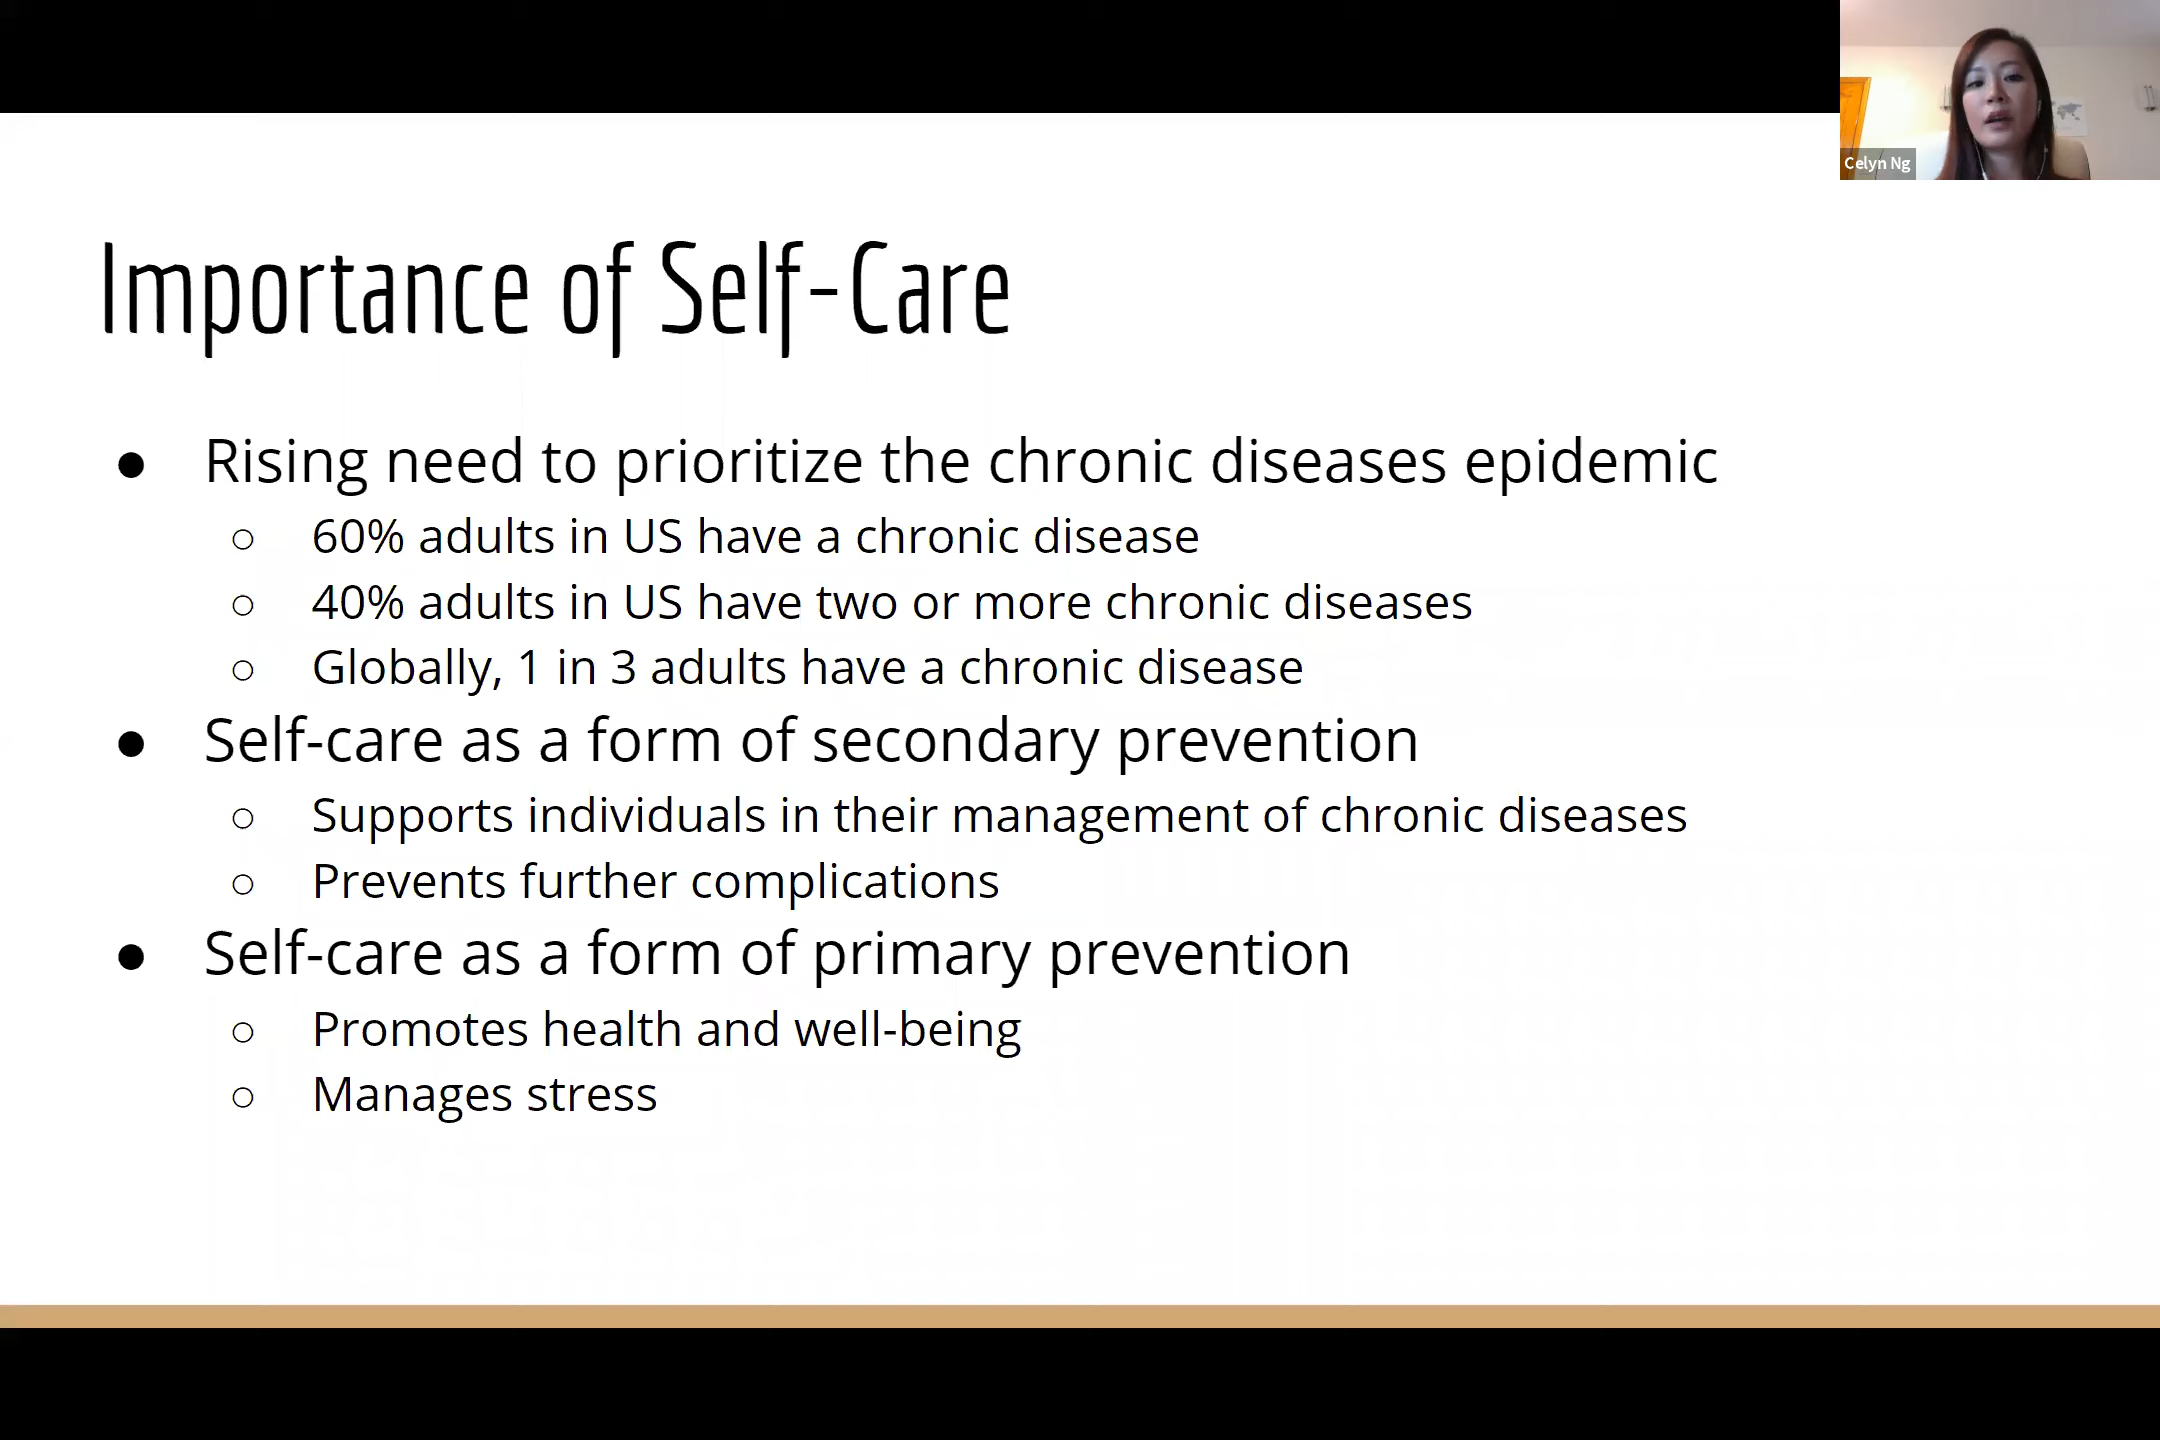 Celyn Ng
Importance of Self-Care
● Rising need to prioritize the chronic diseases epidemic
○ 60% adults in US have a chronic disease
○ 40% adults in US have two or more chronic diseases
○ Globally, 1 in 3 adults have a chronic disease
● Self-care as a form of secondary prevention
○ Supports individuals in their management of chronic diseases
○ Prevents further complications
● Self-care as a form of primary prevention
○ Promotes health and well-being
○ Manages stress